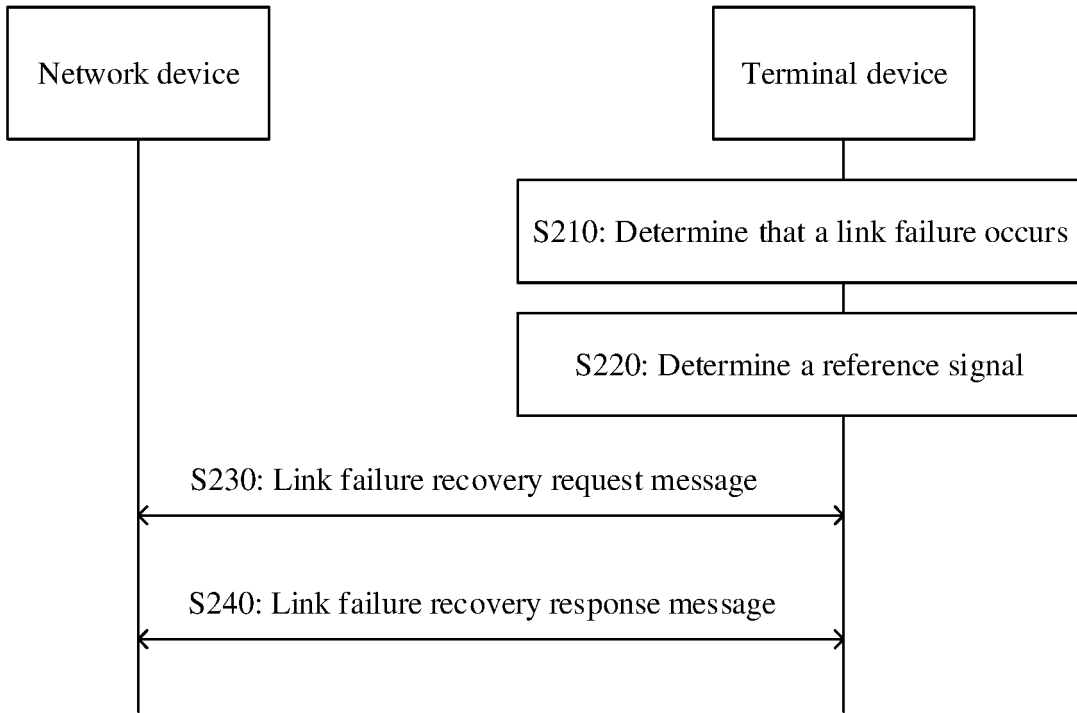 Network device
Terminal device
S210: Determine that a link failure occurs
S220: Determine a reference signal
S230: Link failure recovery request message
S240: Link failure recovery response message